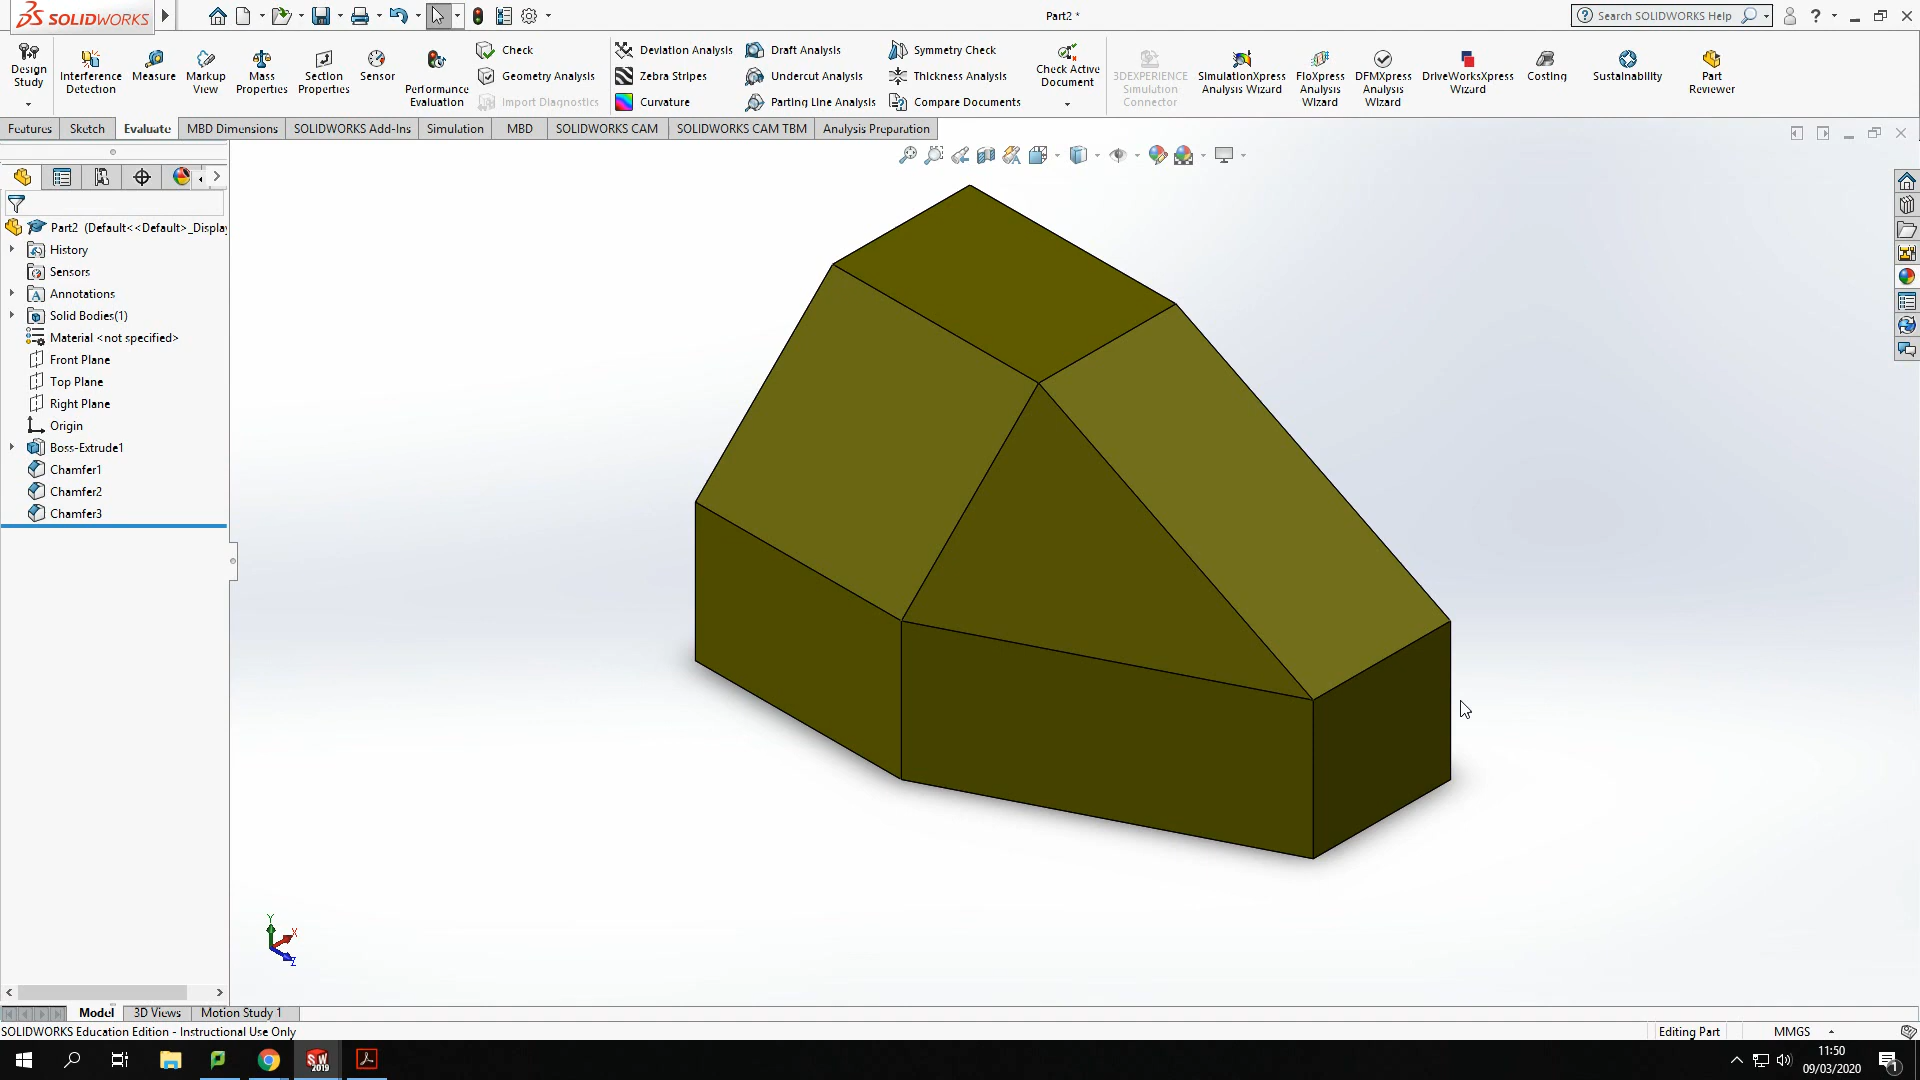 SOLIDWORKS
Part2 *
Search SOLIDWORKS Help
?
Design Study
Interference Detection
Measure
Markup View
Mass Properties
Section Properties
Sensor
Performance Evaluation
Check
Geometry Analysis
Import Diagnostics
Deviation Analysis
Zebra Stripes
Curvature
Draft Analysis
Undercut Analysis
Parting Line Analysis
Symmetry Check
Thickness Analysis
Compare Documents
Check Active Document
3DEXPERIENCE Simulation Connector
SimulationXpress Analysis Wizard
FloXpress Analysis Wizard
DFMXpress Analysis Wizard
DriveWorksXpress Wizard
Costing
Sustainability
Part Reviewer
Features
Sketch
Evaluate
MBD Dimensions
SOLIDWORKS Add-Ins
Simulation
MBD
SOLIDWORKS CAM
SOLIDWORKS CAM TBM
Analysis Preparation
Part2 (Default<<Default>_Display
History
Sensors
Annotations
Solid Bodies(1)
Material <not specified>
Front Plane
Top Plane
Right Plane
Origin
Boss-Extrude1
Chamfer1
Chamfer2
Chamfer3
Y
X
Z
Model
3D Views
Motion Study 1
SOLIDWORKS Education Edition - Instructional Use Only
Editing Part
MMGS
SW 2019
11:50
09/03/2020
1